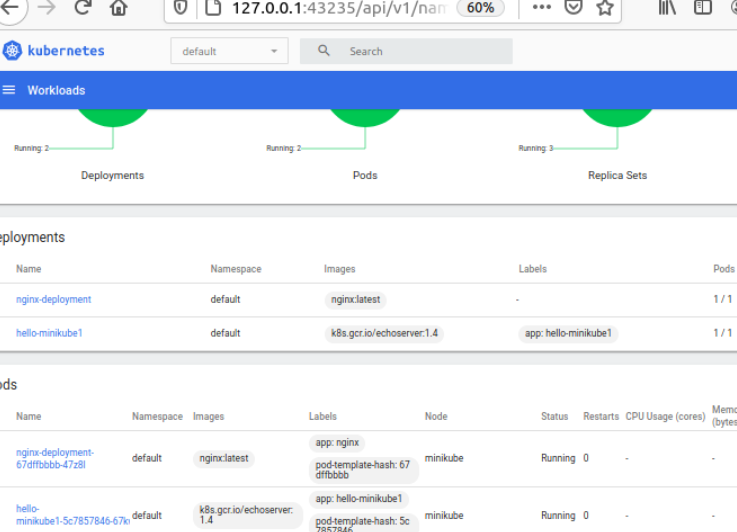 127.0.0.1:43235/api/v1/nam 60%
kubernetes default Search
Workloads
Running: 2 Running: 2 Running: 3
Deployments Pods Replica Sets
eployments
Name Namespace Images Labels Pods
nginx-deployment default nginx:latest - 1 / 1
hello-minikube1 default k8s.gcr.io/echoserver:1.4 app: hello-minikube1 1 / 1
ods
Name Namespace Images Labels Node Status Restarts CPU Usage (cores) Memo
(bytes
app: nginx
nginx-deployment- default nginx:latest minikube Running 0 - -
67dffbbbb-47z8l pod-template-hash: 67
dffbbbb
app: hello-minikube1
hello- k8s.gcr.io/echoserver:
minikube1-5c7857846-67k default 1.4 minikube Running 0 - -
pod-template-hash: 5c
7857846